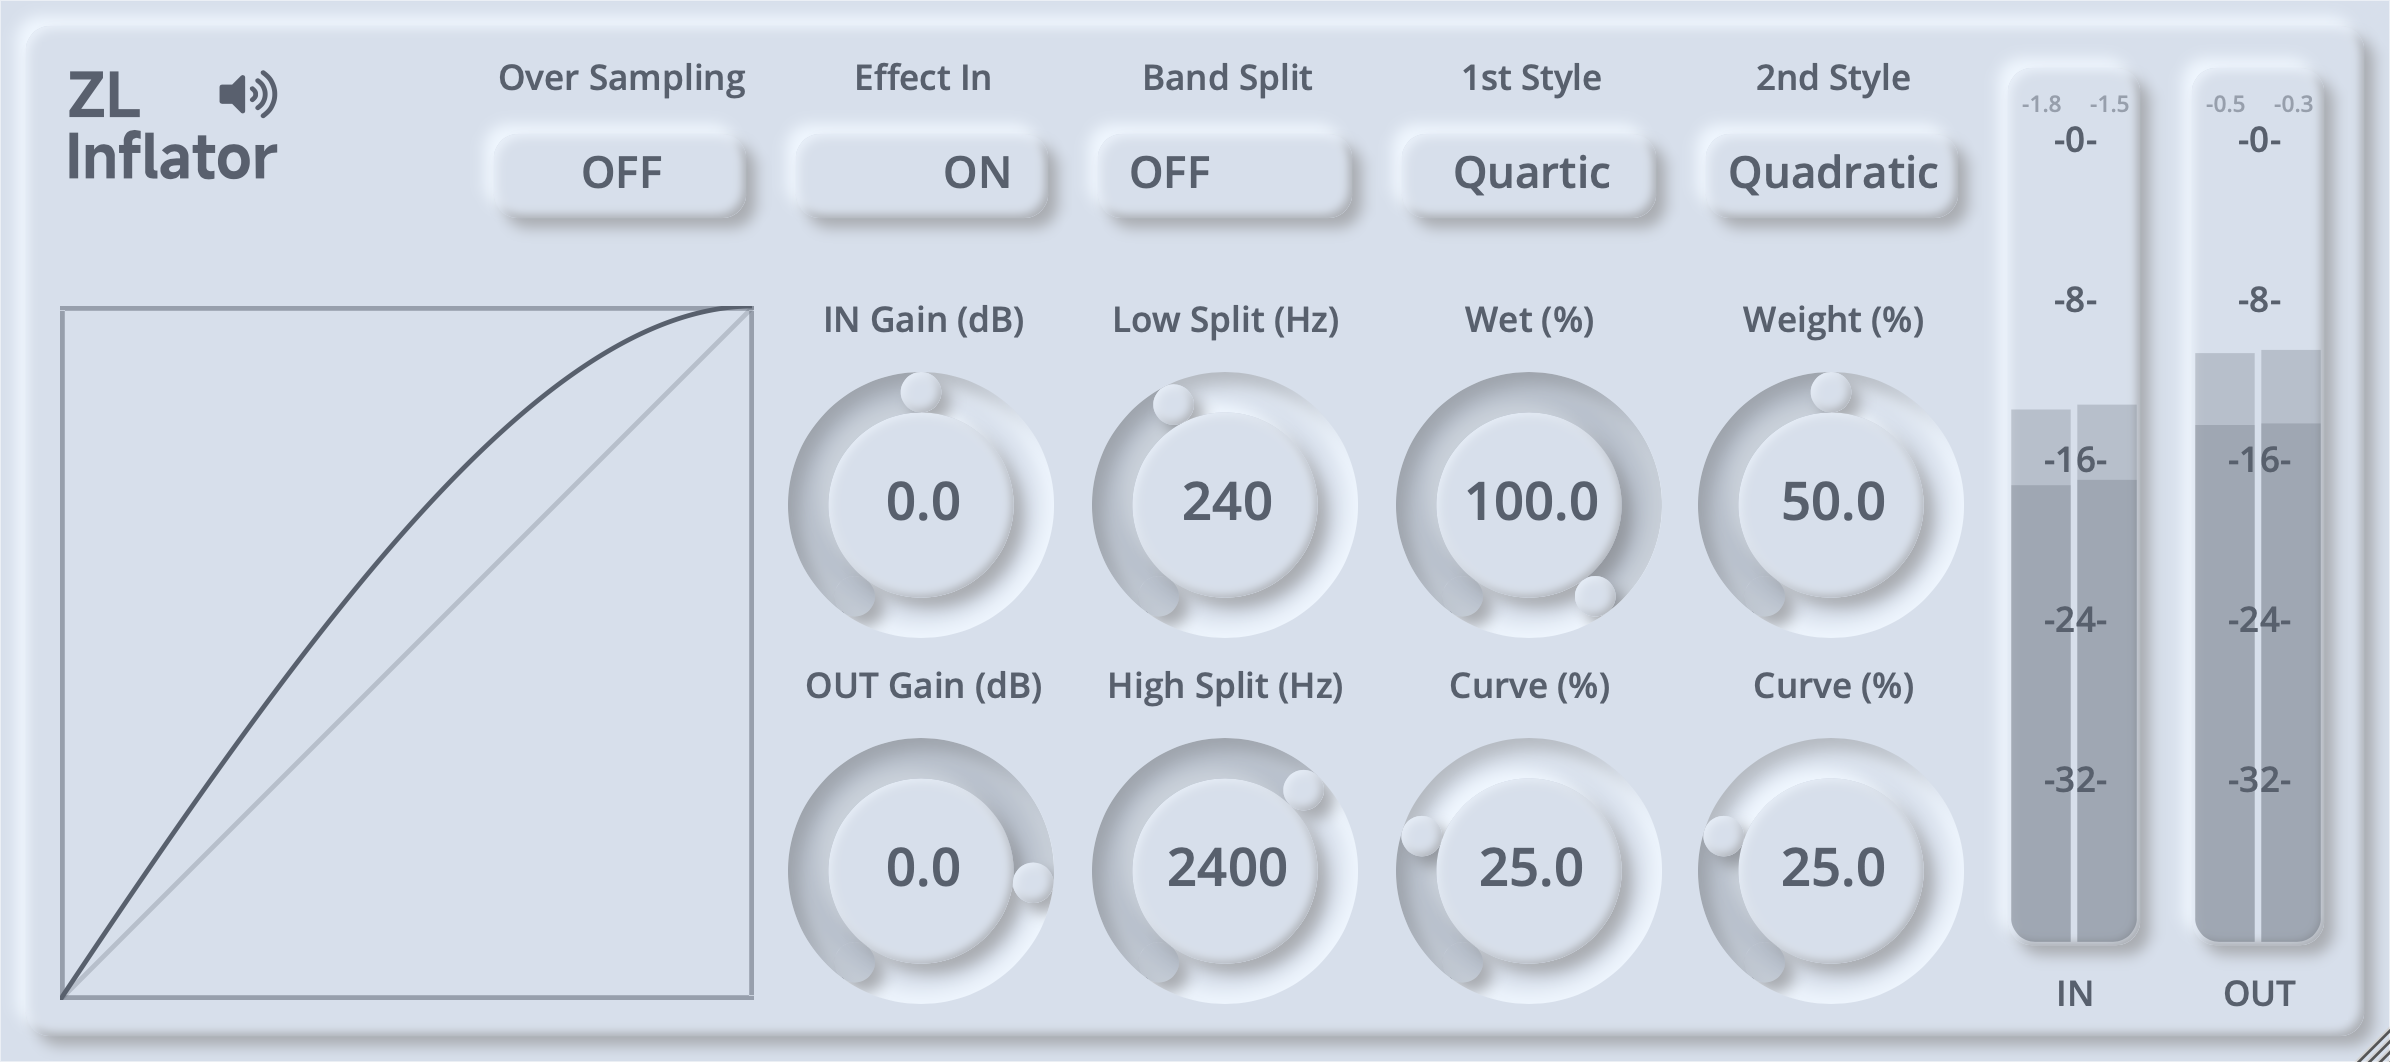 ZL
Inflator
Over Sampling
OFF
Effect In
ON
Band Split
OFF
1st Style
Quartic
2nd Style
Quadratic
IN Gain (dB)
0.0
Low Split (Hz)
240
Wet (%)
100.0
Weight (%)
50.0
OUT Gain (dB)
0.0
High Split (Hz)
2400
Curve (%)
25.0
Curve (%)
25.0
-1.8 -1.5
-0-
-8-
-16-
-24-
-32-
IN
-0.5 -0.3
-0-
-8-
-16-
-24-
-32-
OUT